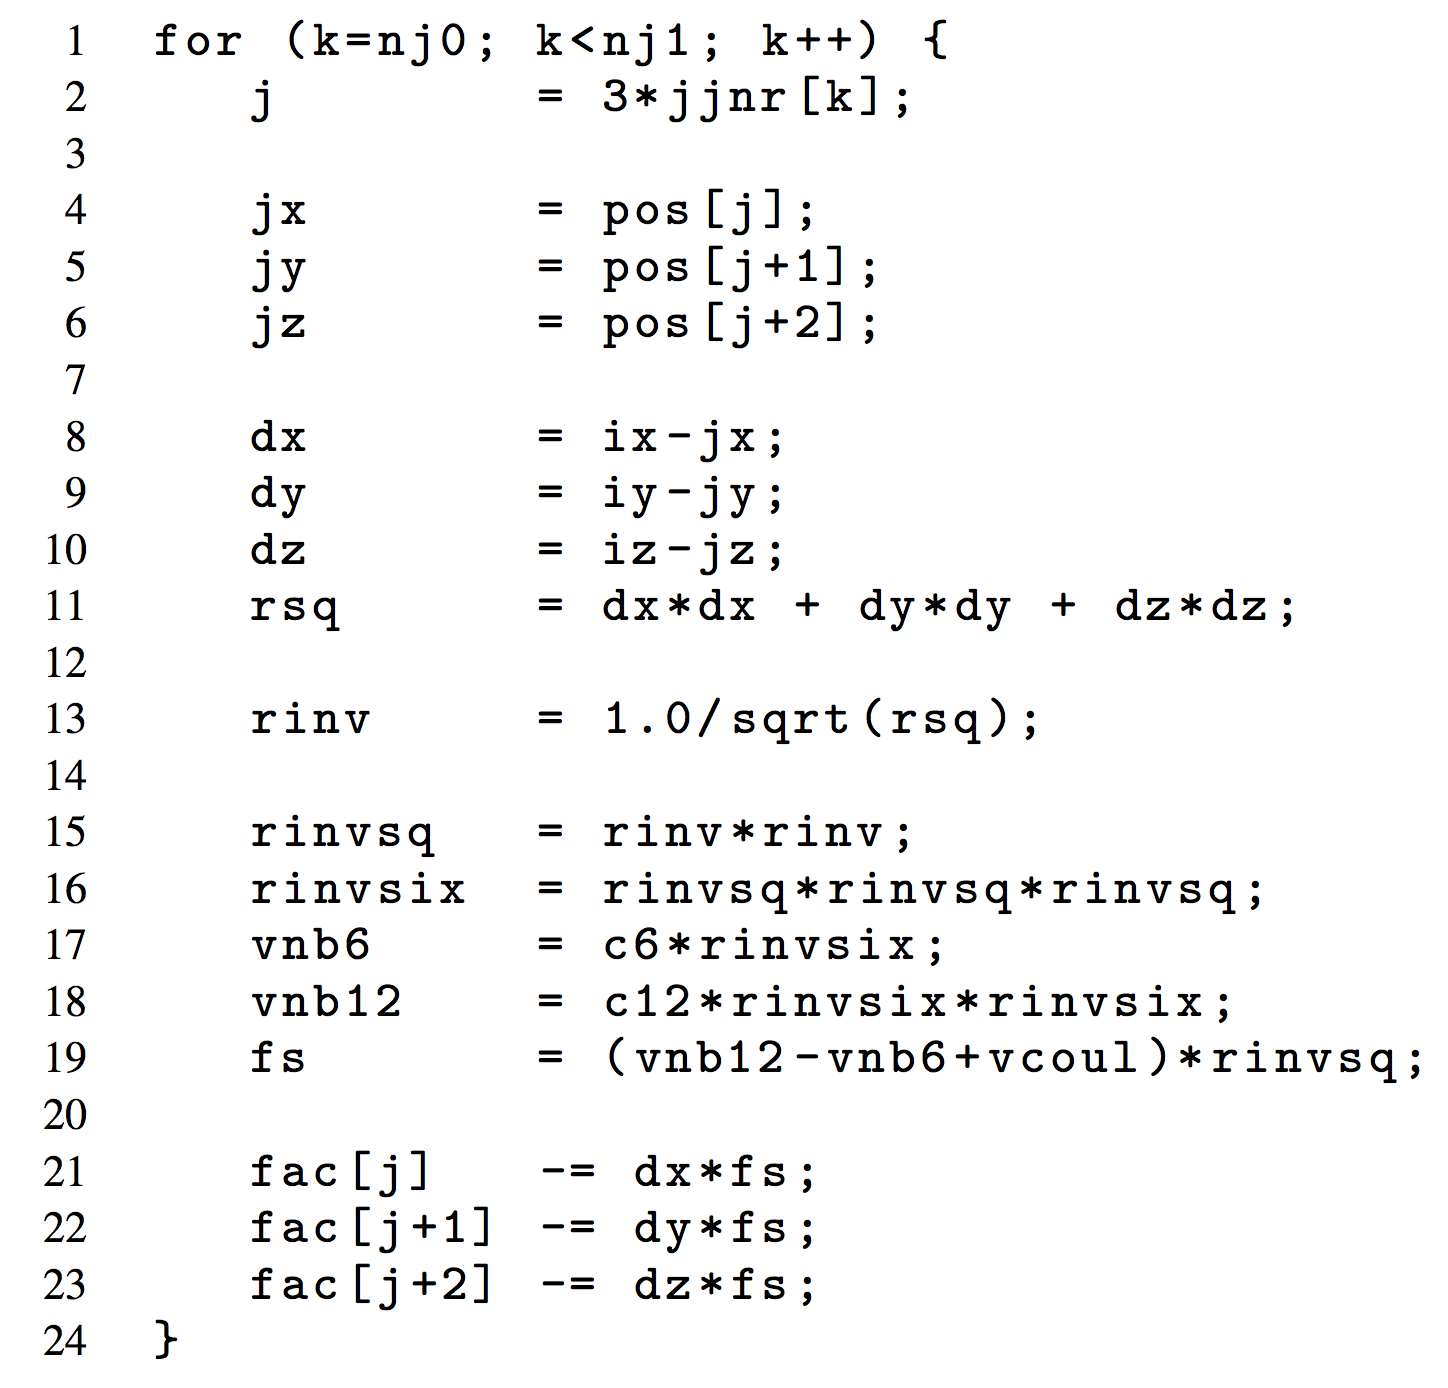 1 for (k=nj0; k<nj1; k++) {
2 j = 3*jjnr[k];
3
4 jx = pos[j];
5 jy = pos[j+1];
6 jz = pos[j+2];
7
8 dx = ix-jx;
9 dy = iy-jy;
10 dz = iz-jz;
11 rsq = dx*dx + dy*dy + dz*dz;
12
13 rinv = 1.0/sqrt(rsq);
14
15 rinvsq = rinv*rinv;
16 rinvsix = rinvsq*rinvsq*rinvsq;
17 vnb6 = c6*rinvsix;
18 vnb12 = c12*rinvsix*rinvsix;
19 fs = (vnb12-vnb6+vcoul)*rinvsq;
20
21 fac[j] -= dx*fs;
22 fac[j+1] -= dy*fs;
23 fac[j+2] -= dz*fs;
24 }